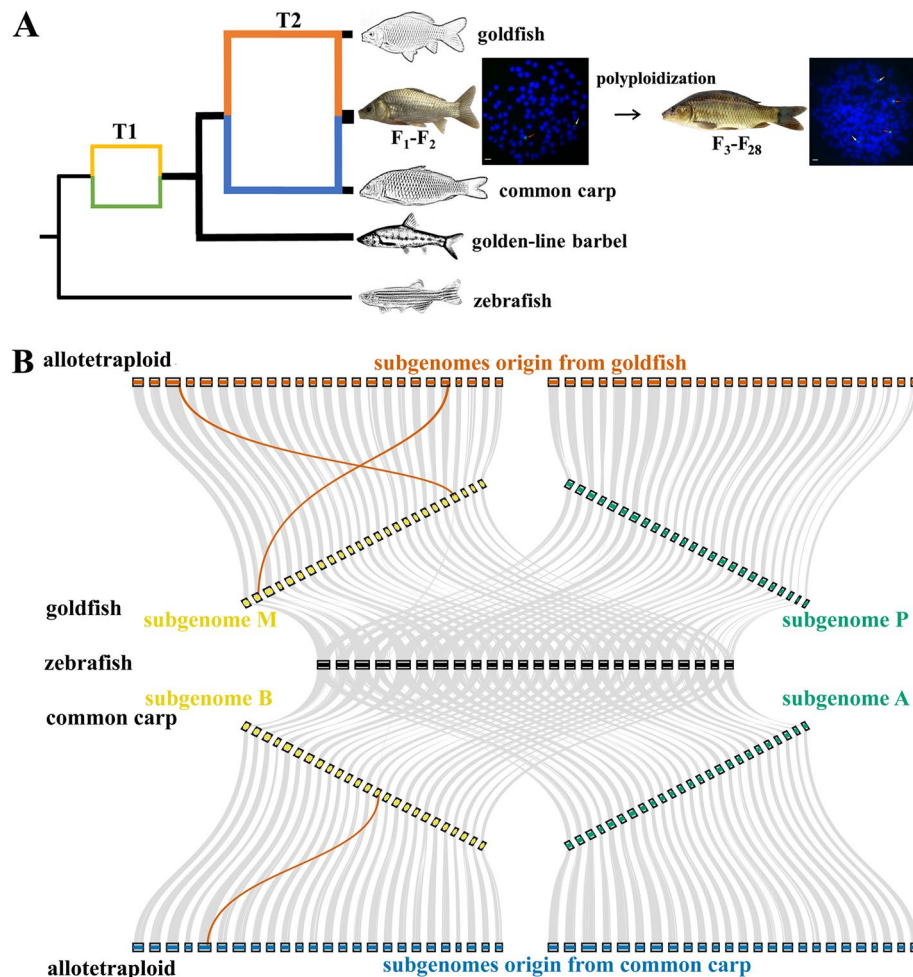 A
T2
goldfish
polyploidization
T1
F₁-F₂
F₃-F₂₈
common carp
golden-line barbel
zebrafish
B
allotetraploid
subgenomes origin from goldfish
goldfish
subgenome M
subgenome P
zebrafish
subgenome B
subgenome A
common carp
allotetraploid
subgenomes origin from common carp